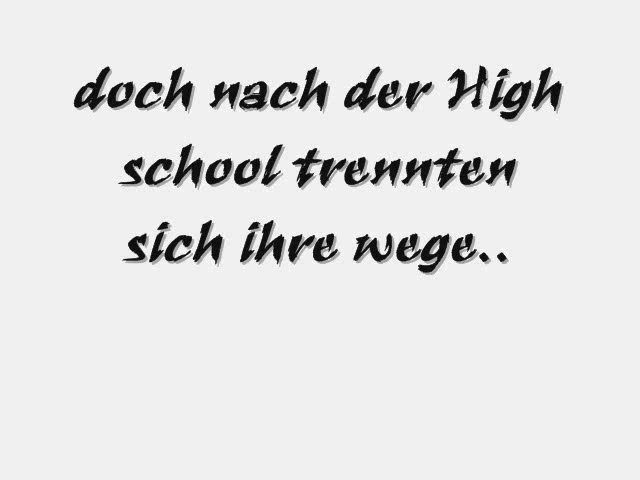 doch nach der High
school trennten
sich ihre wege..